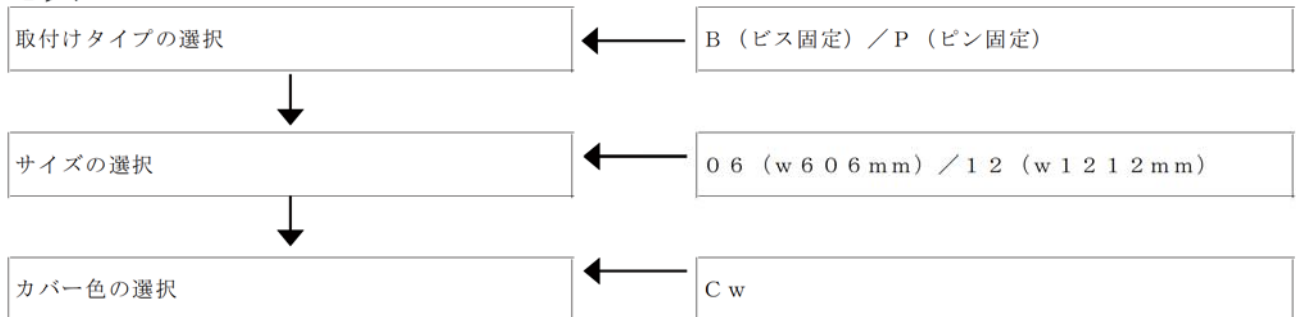 取付けタイプの選択
B（ビス固定）／P（ピン固定）
サイズの選択
０６（ｗ６０６ｍｍ）／１２（ｗ１２１２ｍｍ）
カバー色の選択
Ｃｗ